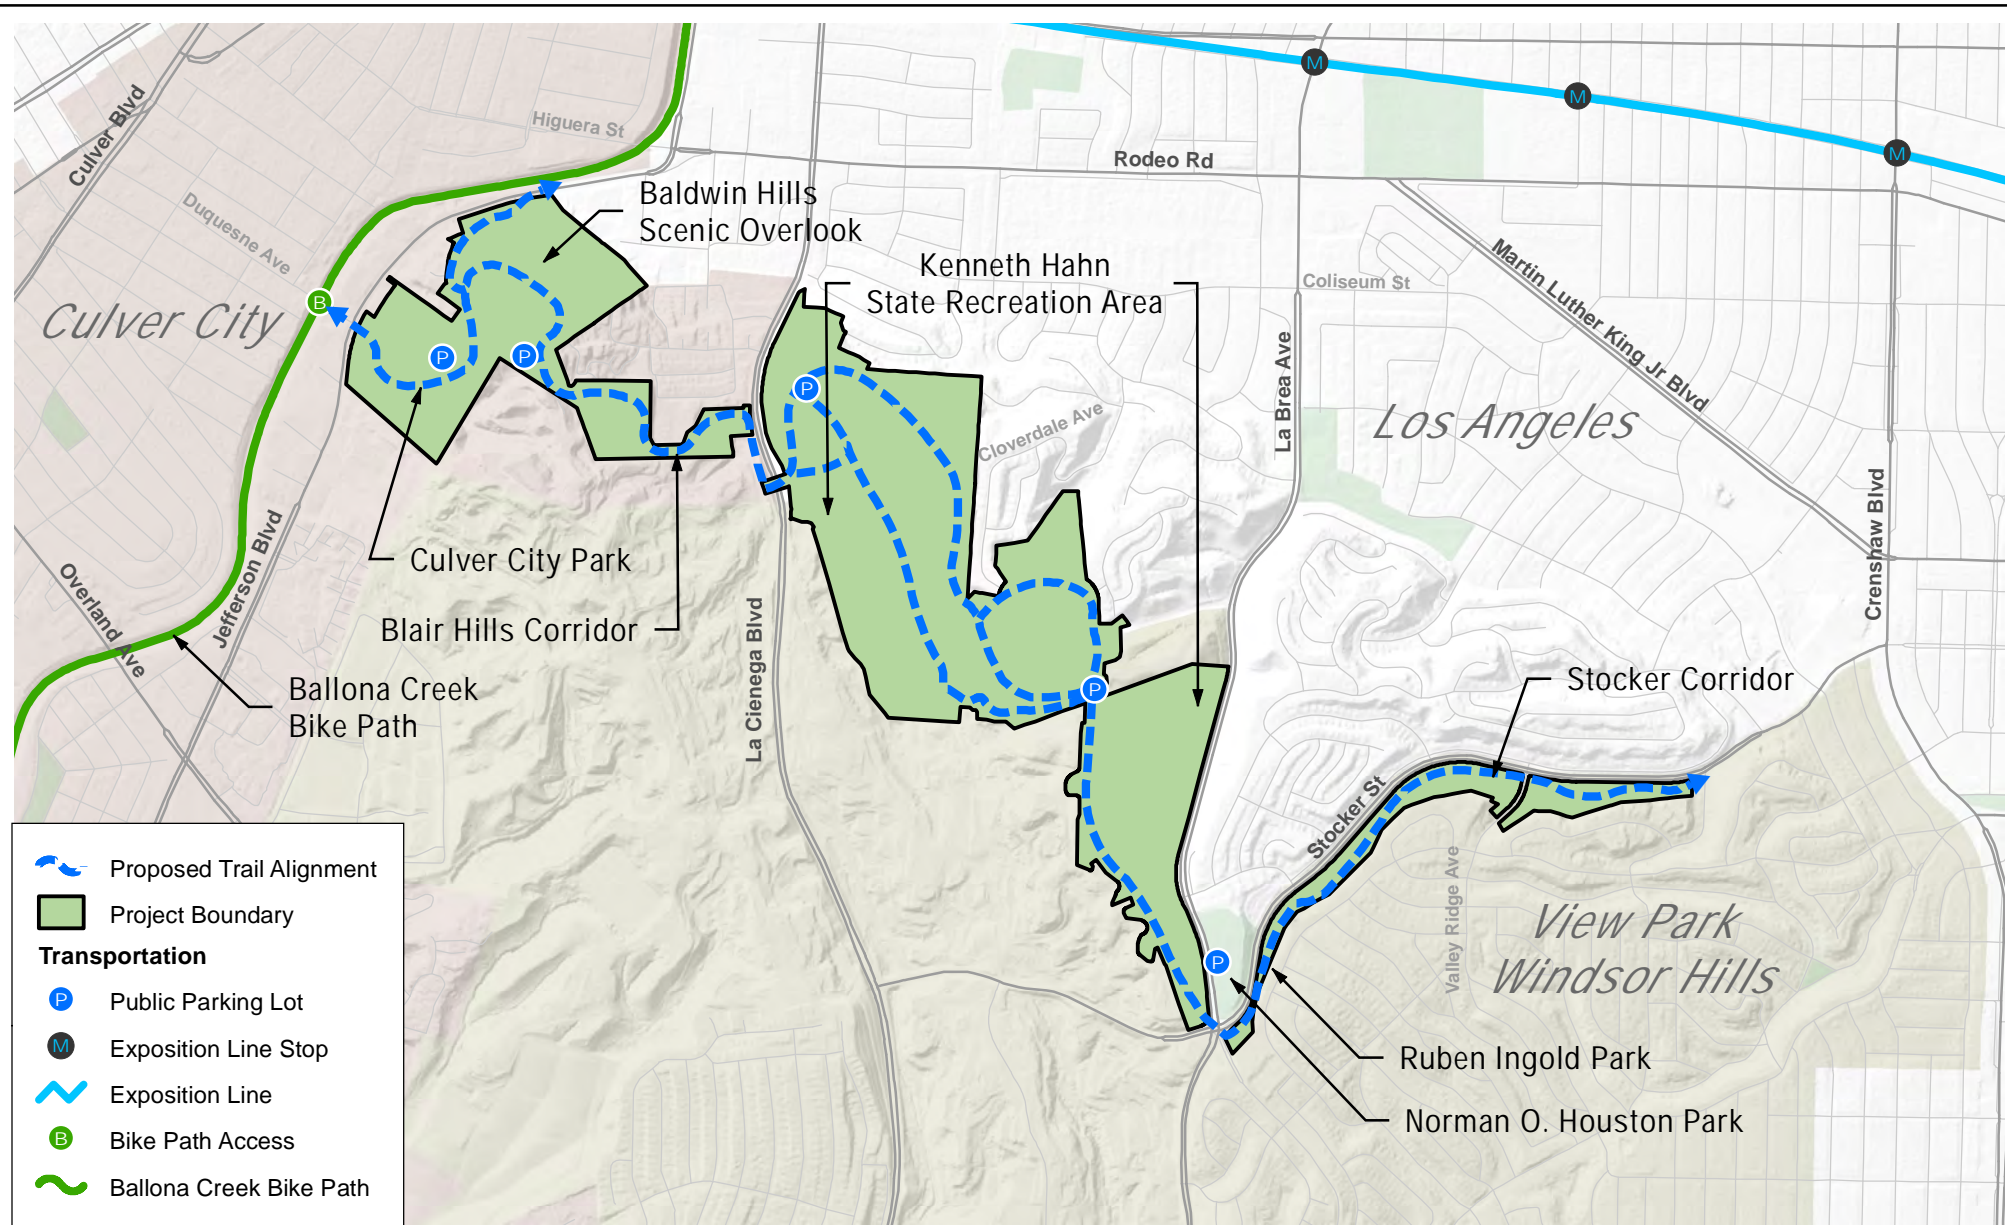 Culver Blvd
Higuera St
Duquesne Ave
Culver City
B
Baldwin Hills
Scenic Overlook
Kenneth Hahn
State Recreation Area
Rodeo Rd
M
M
M
Coliseum St
Martin Luther King Jr Blvd
La Brea Ave
Los Angeles
Cloverdale Ave
Crenshaw Blvd
P
P
P
P
P
Culver City Park
Blair Hills Corridor
Overland Ave
Jefferson Blvd
Ballona Creek
Bike Path
La Cienega Blvd
Stocker Corridor
Stocker St
Valley Ridge Ave
View Park
Windsor Hills
Ruben Ingold Park
Norman O. Houston Park
Proposed Trail Alignment
Project Boundary
Transportation
P Public Parking Lot
M Exposition Line Stop
Exposition Line
B Bike Path Access
Ballona Creek Bike Path